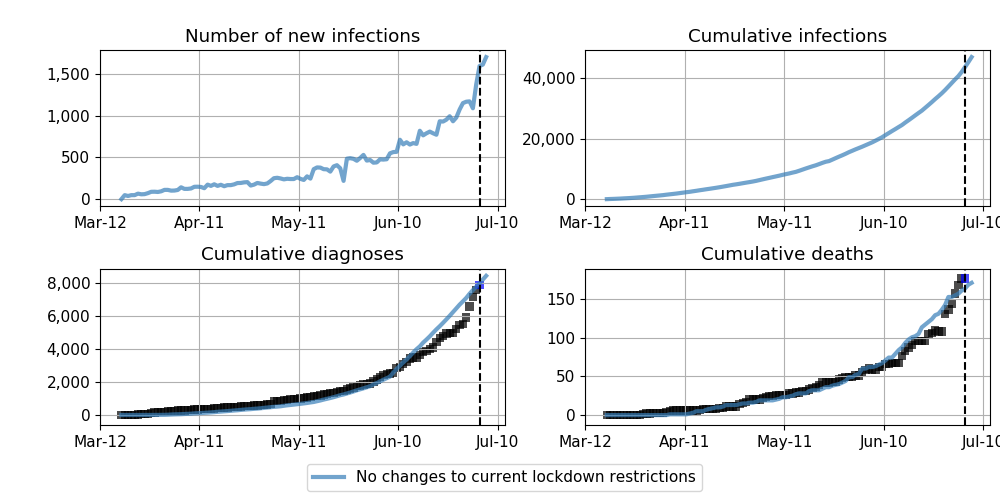 Number of new infections
1,500
1,000
500
0
Mar-12 Apr-11 May-11 Jun-10 Jul-10
Cumulative infections
40,000
20,000
0
Mar-12 Apr-11 May-11 Jun-10 Jul-10
Cumulative diagnoses
8,000
6,000
4,000
2,000
0
Mar-12 Apr-11 May-11 Jun-10 Jul-10
Cumulative deaths
150
100
50
0
Mar-12 Apr-11 May-11 Jun-10 Jul-10
No changes to current lockdown restrictions